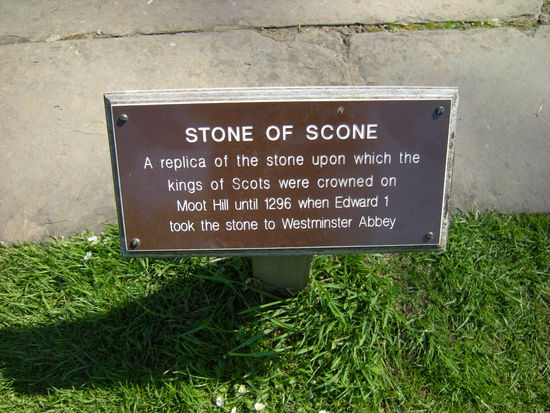 STONE OF SCONE
A replica of the stone upon which the
kings of Scots were crowned on
Moot Hill until 1296 when Edward 1
took the stone to Westminster Abbey